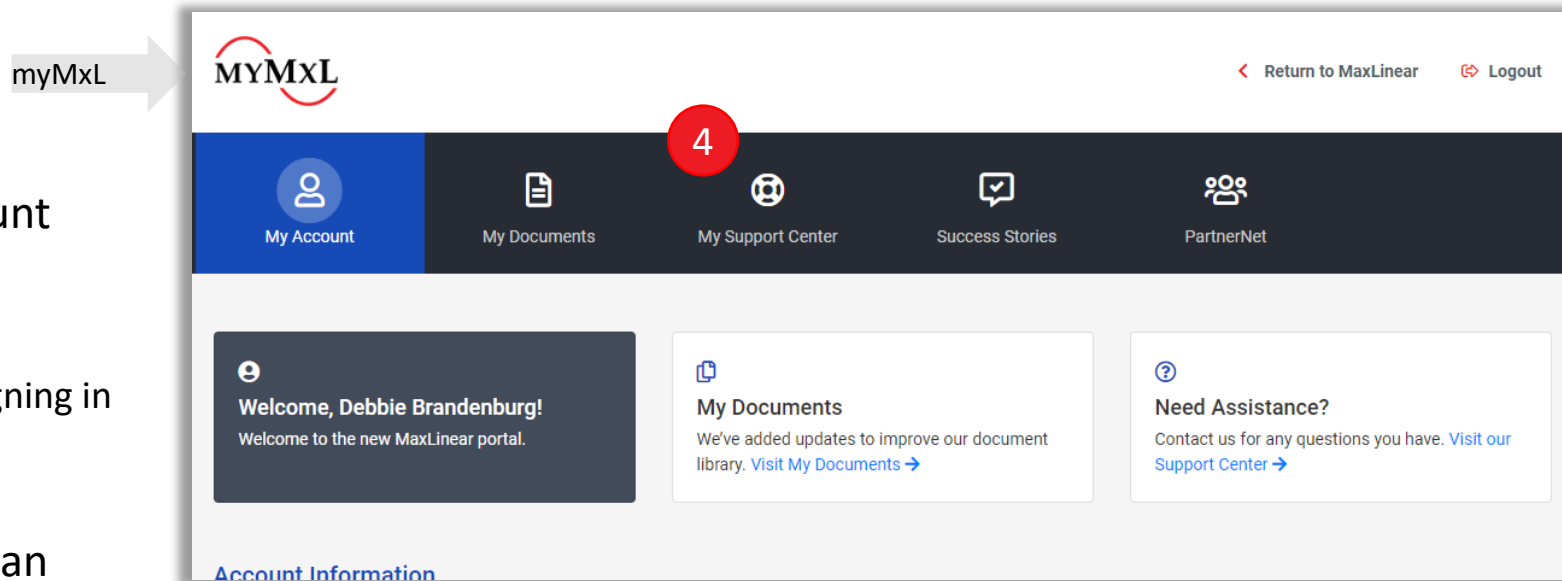 myMxL
MYMXL
Return to MaxLinear
Logout
4
My Account
My Documents
My Support Center
Success Stories
PartnerNet
unt
gning in
an
Welcome, Debbie Brandenburg!
Welcome to the new MaxLinear portal.
My Documents
We've added updates to improve our document
library. Visit My Documents →
Need Assistance?
Contact us for any questions you have. Visit our
Support Center →
Account Information